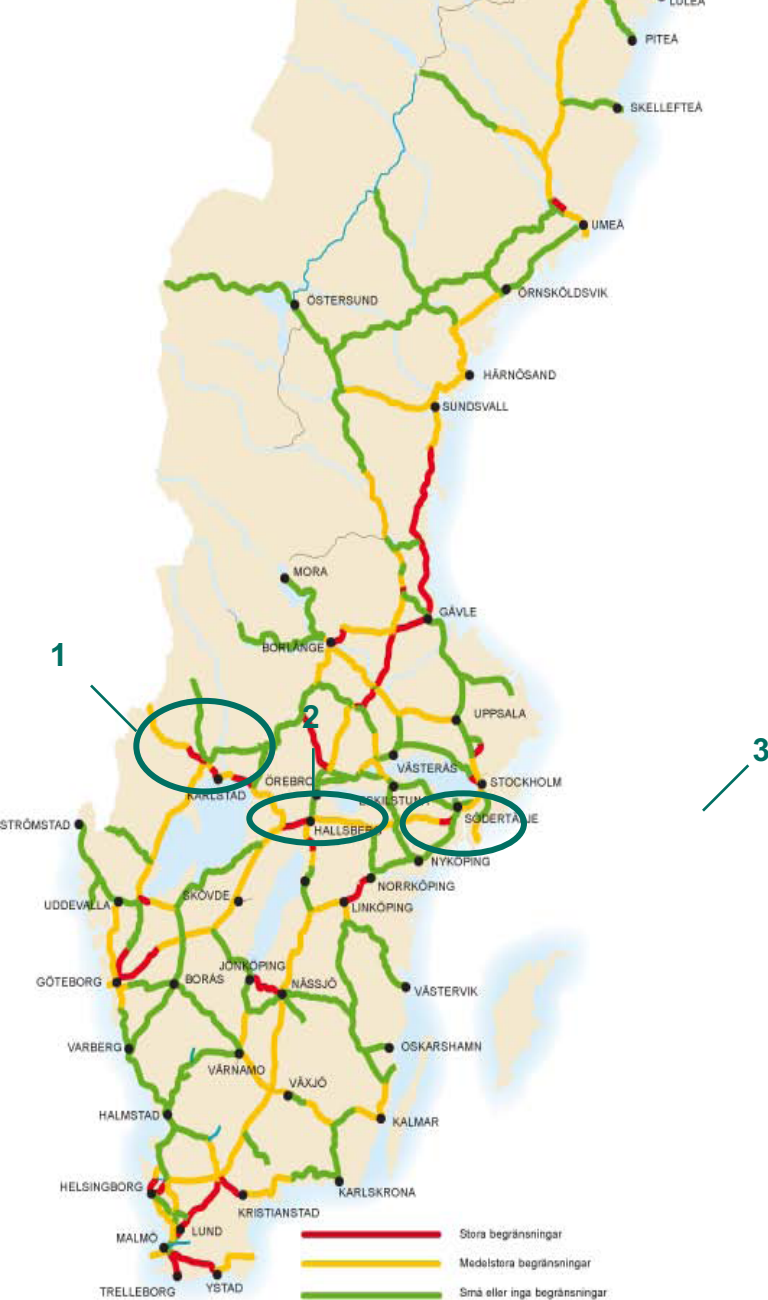 LULEÅ
PITEÅ
SKELLEFTEÅ
UMEÅ
ÖSTERSUND
ÖRNSKÖLDSVIK
HÄRNÖSAND
SUNDSVALL
MORA
GÄVLE
BORLÄNGE
1
2
UPPSALA
3
VÄSTERÅS
ÖREBRO
STOCKHOLM
KARLSTAD
ESKILSTUNA
SÖDERTÄLJE
STRÖMSTAD
HALLSBERG
NYKÖPING
NORRKÖPING
SKÖVDE
UDDEVALLA
LINKÖPING
JÖNKÖPING
GÖTEBORG
BORÅS
NÄSSJÖ
VÄSTERVIK
VARBERG
OSKARSHAMN
VÄRNAMO
VÄXJÖ
HALMSTAD
KALMAR
HELSINGBORG
KARLSKRONA
KRISTIANSTAD
LUND
MALMÖ
Stora begränsningar
Medelstora begränsningar
TRELLEBORG
YSTAD
Små eller inga begränsningar